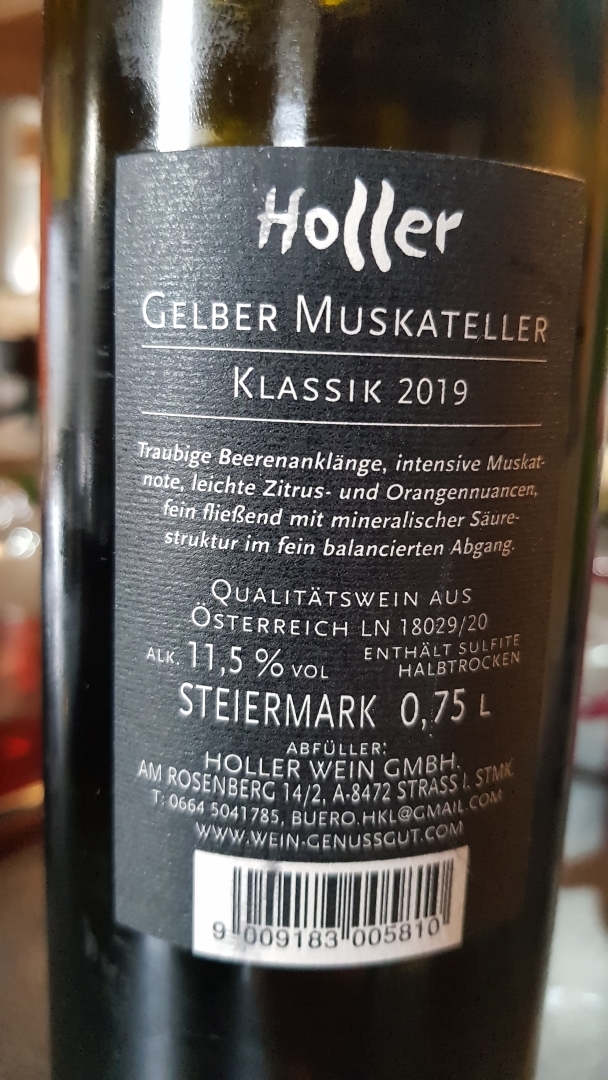 Holler
GELBER MUSKATELLER
KLASSIK 2019
Traubige Beerenanklänge, intensive Muskat-
note, leichte Zitrus- und Orangennuancen,
fein fließend mit mineralischer Säure-
struktur im fein balancierten Abgang.
QUALITÄTSWEIN AUS
ÖSTERREICH LN 18029/20
ALK. 11,5 % VOL ENTHÄLT SULFITE
HALBTROCKEN
STEIERMARK 0,75 L
ABFÜLLER:
HOLLER WEIN GMBH.
AM ROSENBERG 14/2, A-8472 STRASS I. STMK.
T: 0664 5041785, BUERO.HKL@GMAIL.COM
WWW.WEIN-GENUSSGUT.COM
9 009183 005810